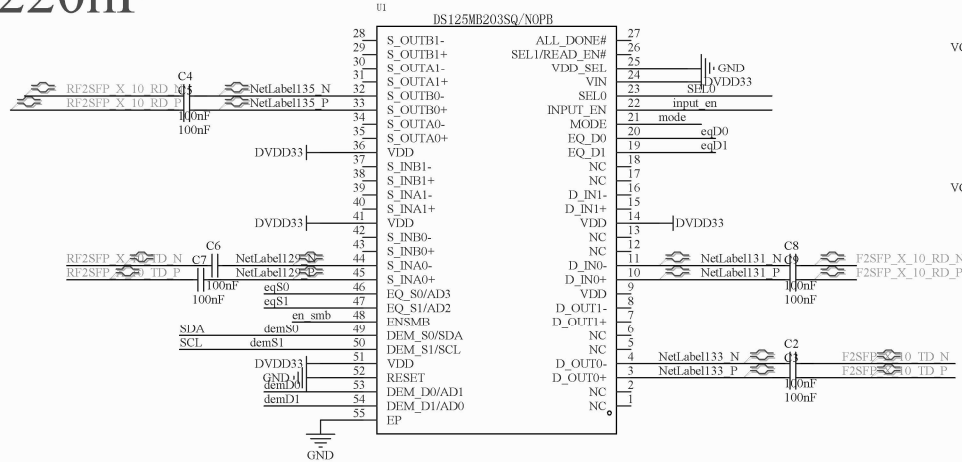 220nf
U1
DS125MB203SQ/NOPB
28 S_OUTB1- ALL_DONE# 27
29 S_OUTB1+ SEL1/READ_EN# 26
30 S_OUTA1- VDD_SEL 25 GND
31 S_OUTA1+ VIN 24 DVDD33
RF2SFP_X_10_RD_N C4 NetLabel135_N 32 S_OUTB0- SEL0 23 SEL0
RF2SFP_X_10_RD_P C5 NetLabel135_P 33 S_OUTB0+ INPUT_EN 22 input_en
100nF 34 S_OUTA0- MODE 21 mode
100nF 35 S_OUTA0+ EQ_D0 20 eqD0
DVDD33 36 VDD EQ_D1 19 eqD1
37 S_INB1- NC 18
38 S_INB1+ NC 17
39 S_INA1- D_IN1- 16
40 S_INA1+ D_IN1+ 15
DVDD33 41 VDD VDD 14 DVDD33
42 S_INB0- NC 13
43 S_INB0+ NC 12
RF2SFP_X_10_TD_N C6 NetLabel129_N 44 S_INA0- D_IN0- 11 NetLabel131_N C8 F2SFP_X_10_RD_N
RF2SFP_X_10_TD_P C7 NetLabel129_P 45 S_INA0+ D_IN0+ 10 NetLabel131_P C9 F2SFP_X_10_RD_P
100nF eqS0 46 EQ_S0/AD3 VDD 9 100nF
100nF eqS1 47 EQ_S1/AD2 D_OUT1- 8 100nF
en_smb 48 ENSMB D_OUT1+ 7
SDA demS0 49 DEM_S0/SDA NC 6
SCL demS1 50 DEM_S1/SCL NC 5
DVDD33 51 VDD D_OUT0- 4 NetLabel133_N C2 F2SFP_X_10_TD_N
GND 52 RESET D_OUT0+ 3 NetLabel133_P C3 F2SFP_X_10_TD_P
demD0 53 DEM_D0/AD1 NC 2 100nF
demD1 54 DEM_D1/AD0 NC 1 100nF
55 EP
GND